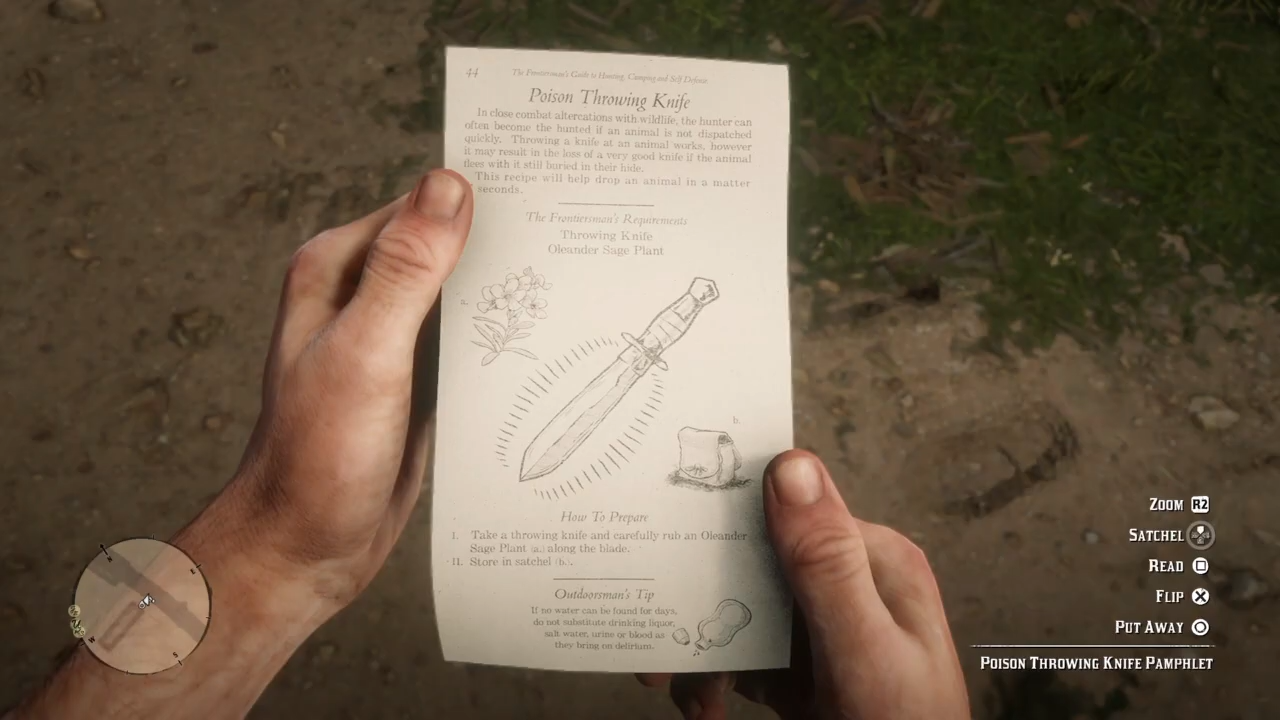 44
The Frontiersman's Guide to Hunting, Camping and Self Defense
Poison Throwing Knife
In close combat altercations with wildlife, the hunter can
often become the hunted if an animal is not dispatched
quickly. Throwing a knife at an animal works, however
it may result in the loss of a very good knife if the animal
flees with it still buried in their hide.
This recipe will help drop an animal in a matter
seconds.
The Frontiersman's Requirements
Throwing Knife
Oleander Sage Plant
a.
b.
How To Prepare
I. Take a throwing knife and carefully rub an Oleander
Sage Plant (a.) along the blade.
II. Store in satchel (b.).
Outdoorsman's Tip
If no water can be found for days,
do not substitute drinking liquor,
salt water, urine or blood as
they bring on delirium.
N
E
W
S
ZOOM R2
SATCHEL
READ
FLIP
PUT AWAY
POISON THROWING KNIFE PAMPHLET